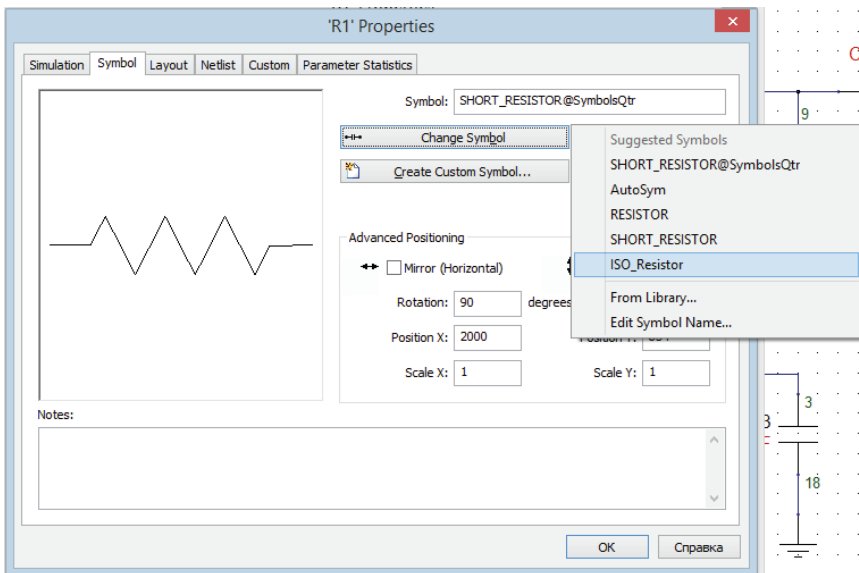 'R1' Properties
Simulation Symbol Layout Netlist Custom Parameter Statistics
Symbol: SHORT_RESISTOR@SymbolsQtr
Change Symbol
Create Custom Symbol...
Suggested Symbols
SHORT_RESISTOR@SymbolsQtr
AutoSym
RESISTOR
SHORT_RESISTOR
ISO_Resistor
From Library...
Edit Symbol Name...
Advanced Positioning
Mirror (Horizontal)
Rotation: 90 degrees
Position X: 2000
Scale X: 1 Scale Y: 1
Notes:
OK Справка
C
9
3
18